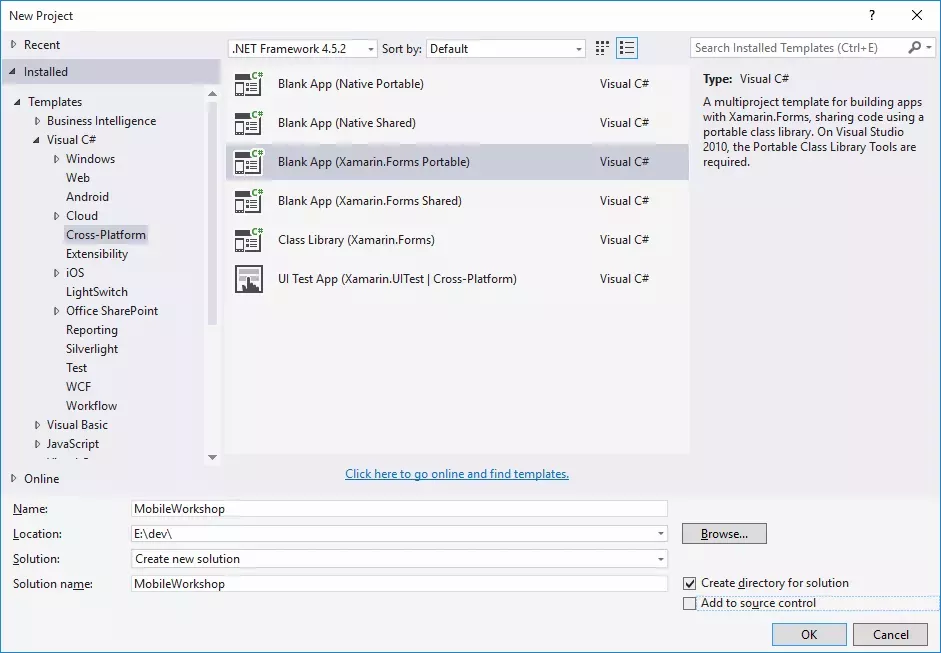 New Project
?
Recent
.NET Framework 4.5.2
Sort by:
Default
Search Installed Templates (Ctrl+E)
Installed
Templates
Business Intelligence
Visual C#
Windows
Web
Android
Cloud
Cross-Platform
Extensibility
iOS
LightSwitch
Office SharePoint
Reporting
Silverlight
Test
WCF
Workflow
Visual Basic
JavaScript
Online
C# Blank App (Native Portable) Visual C#
C# Blank App (Native Shared) Visual C#
C# Blank App (Xamarin.Forms Portable) Visual C#
C# Blank App (Xamarin.Forms Shared) Visual C#
C# Class Library (Xamarin.Forms) Visual C#
UI Test App (Xamarin.UITest | Cross-Platform) Visual C#
Click here to go online and find templates.
Type: Visual C#
A multiproject template for building apps
with Xamarin.Forms, sharing code using a
portable class library. On Visual Studio
2010, the Portable Class Library Tools are
required.
Name: MobileWorkshop
Location: E:\dev\
Browse...
Solution: Create new solution
Solution name: MobileWorkshop
Create directory for solution
Add to source control
OK
Cancel